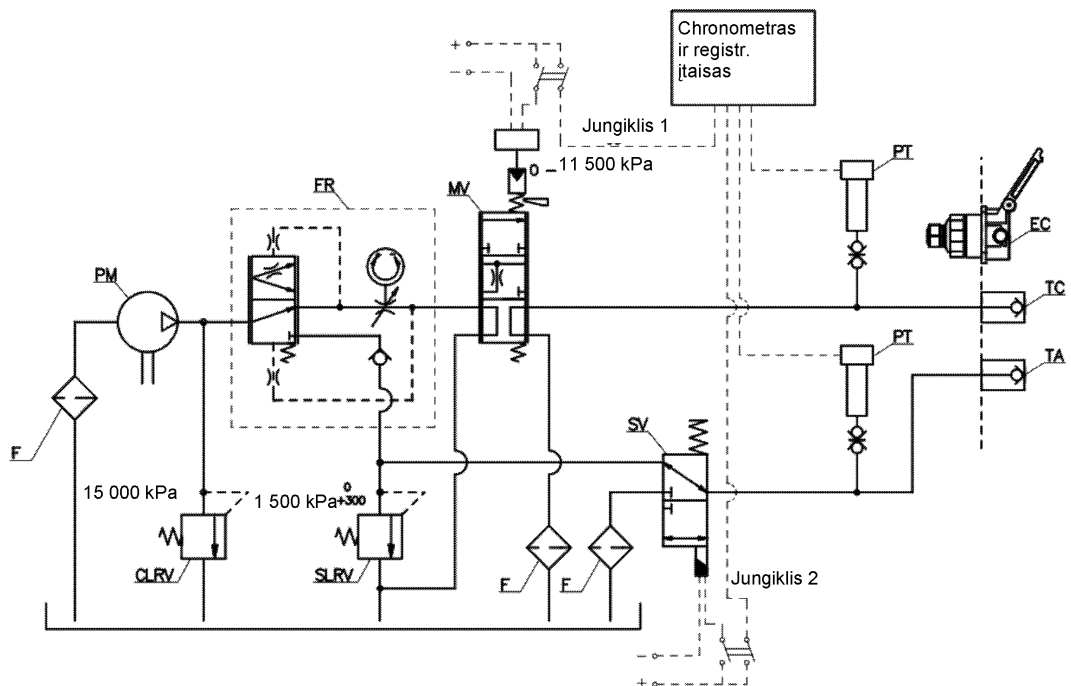 Chronometras
ir registr.
įtaisas
+
−
Jungiklis 1
0
− 11 500 kPa
PT
FR
MV
EC
PM
TC
PT
TA
SV
F
15 000 kPa
1 500 kPa
0
+300
CLRV
SLRV
F
F
Jungiklis 2
−
+